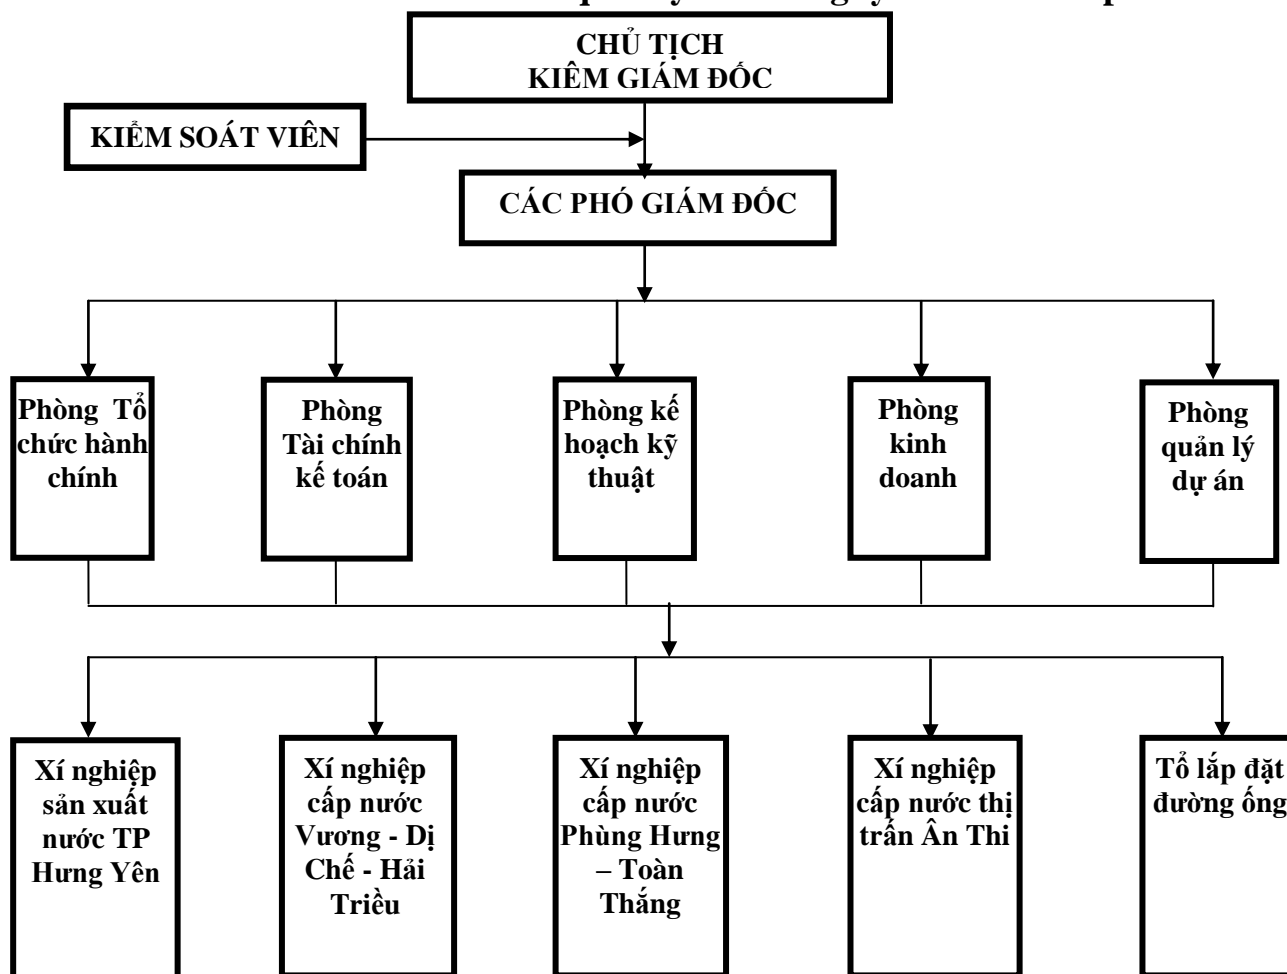 CHỦ TỊCH
KIÊM GIÁM ĐỐC
KIỂM SOÁT VIÊN
CÁC PHÓ GIÁM ĐỐC
Phòng Tổ
chức hành
chính
Phòng
Tài chính
kế toán
Phòng kế
hoạch kỹ
thuật
Phòng
kinh
doanh
Phòng
quản lý
dự án
Xí nghiệp
sản xuất
nước TP
Hưng Yên
Xí nghiệp
cấp nước
Vương - Dị
Chế - Hải
Triều
Xí nghiệp
cấp nước
Phùng Hưng
– Toàn
Thắng
Xí nghiệp
cấp nước thị
trấn Ân Thi
Tổ lắp đặt
đường ống